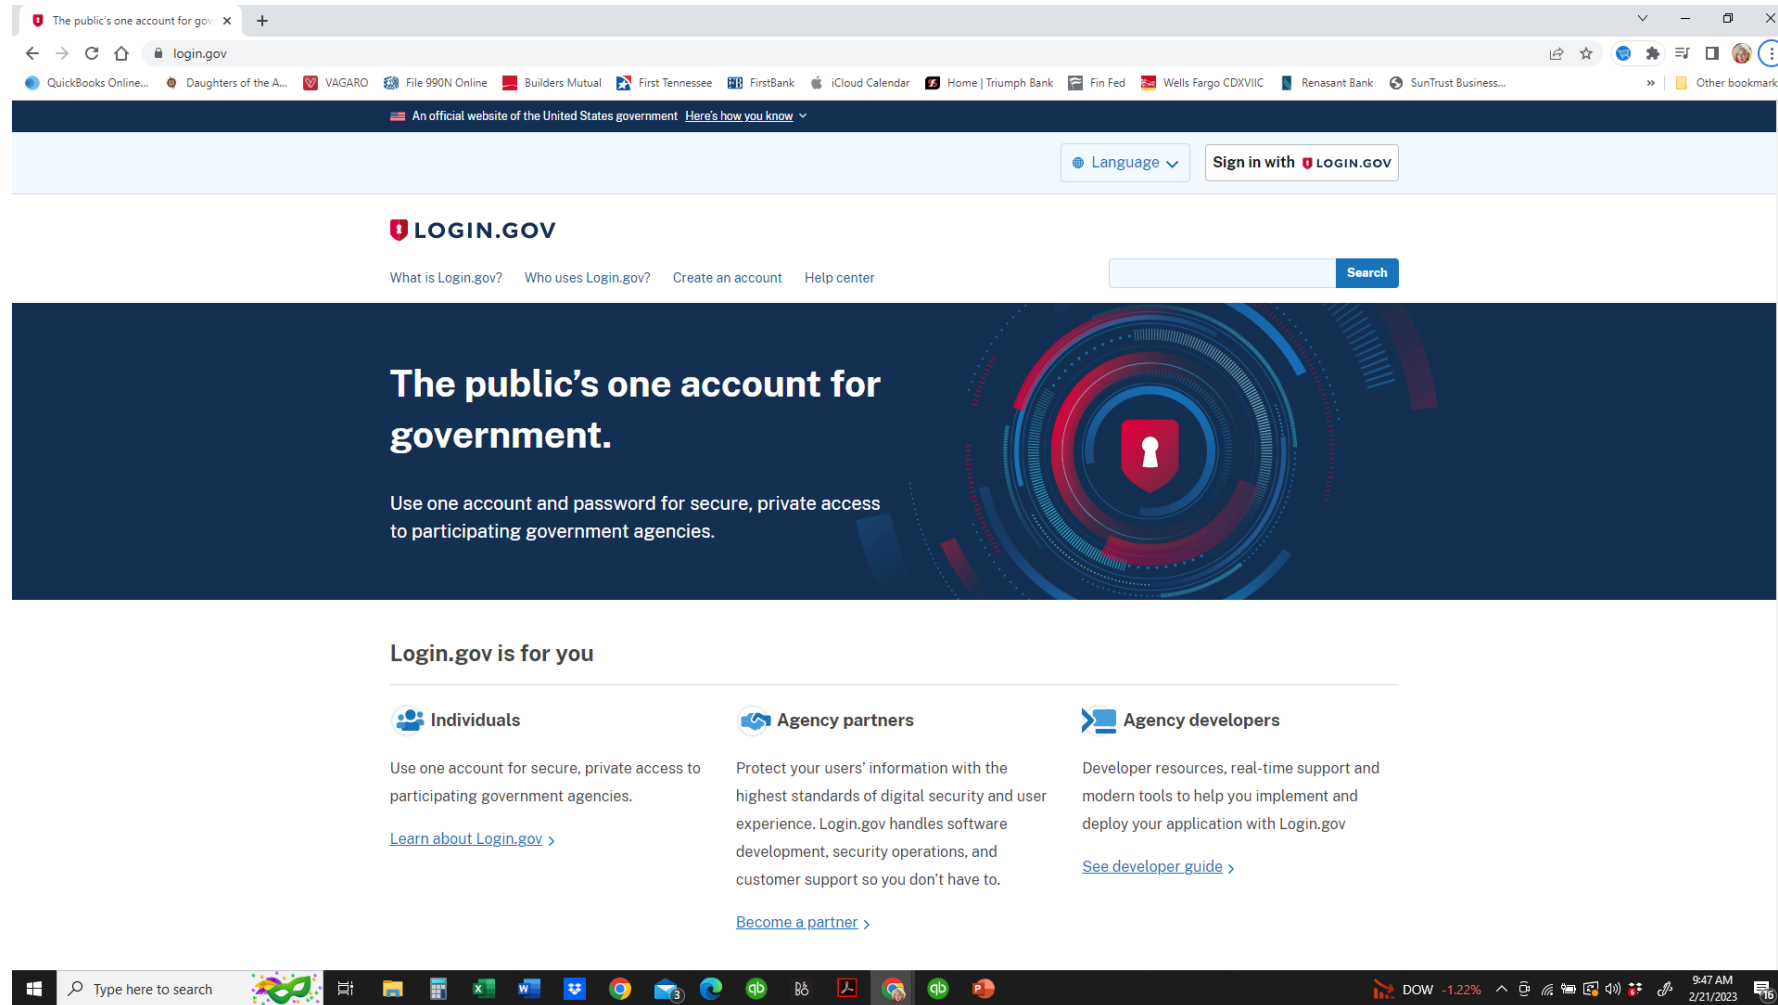 The public's one account for gov
login.gov
QuickBooks Online...
Daughters of the A...
VAGARO
File 990N Online
Builders Mutual
First Tennessee
FirstBank
iCloud Calendar
Home | Triumph Bank
Fin Fed
Wells Fargo CDXVIIC
Renasant Bank
SunTrust Business...
»
Other bookmark
An official website of the United States government Here's how you know
Language
Sign in with LOGIN.GOV
LOGIN.GOV
What is Login.gov?
Who uses Login.gov?
Create an account
Help center
Search
The public's one account for
government.
Use one account and password for secure, private access
to participating government agencies.
Login.gov is for you
Individuals
Use one account for secure, private access to
participating government agencies.
Learn about Login.gov >
Agency partners
Protect your users' information with the
highest standards of digital security and user
experience. Login.gov handles software
development, security operations, and
customer support so you don't have to.
Become a partner >
Agency developers
Developer resources, real-time support and
modern tools to help you implement and
deploy your application with Login.gov
See developer guide >
Type here to search
3
DOW -1.22%
9:47 AM
2/21/2023
16